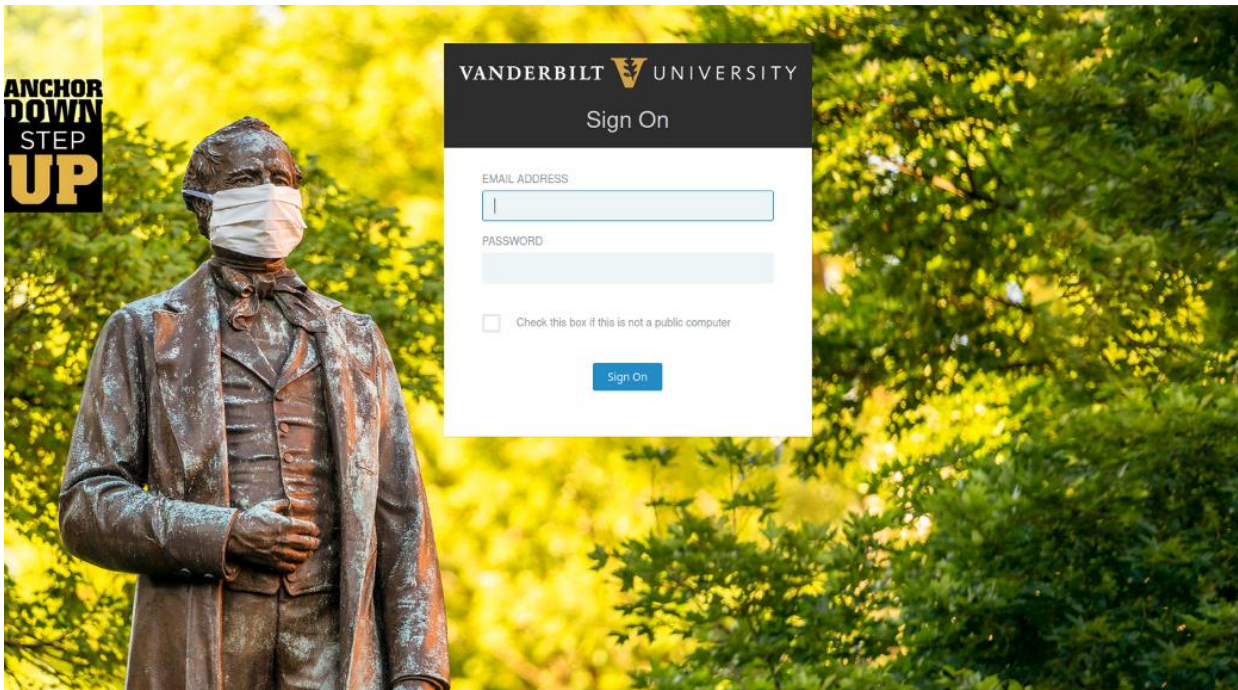 ANCHOR
DOWN
STEP
UP
VANDERBILT V UNIVERSITY
Sign On
EMAIL ADDRESS
PASSWORD
Check this box if this is not a public computer
Sign On